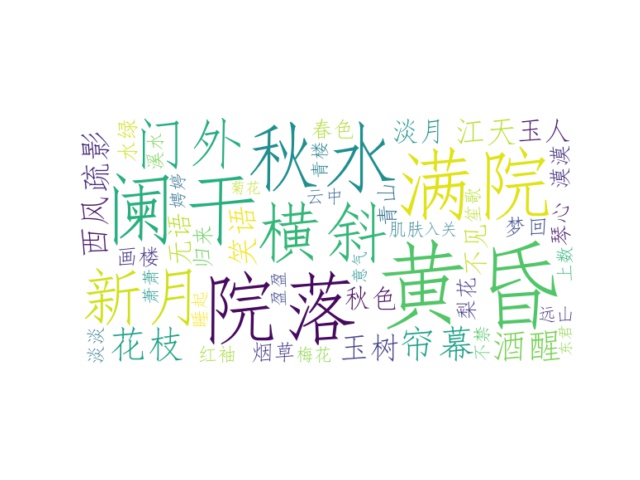 水绿
溪水
门外
春色
淡月
江天
玉人
西风
疏影
秋水
青楼
满院
漠漠
阑干
娉婷
菊花
云中
青山
笙歌
无语
归来
笑语
横斜
肌肤
入关
不见
梦回
琴心
画楼
萧萧
意气
上数
新月
睡起
院落
盈盈
秋色
黄昏
梨花
远
亡
淡淡
花枝
红袖
烟草
梅花
玉树
帘幕
不禁
酒醒
东君